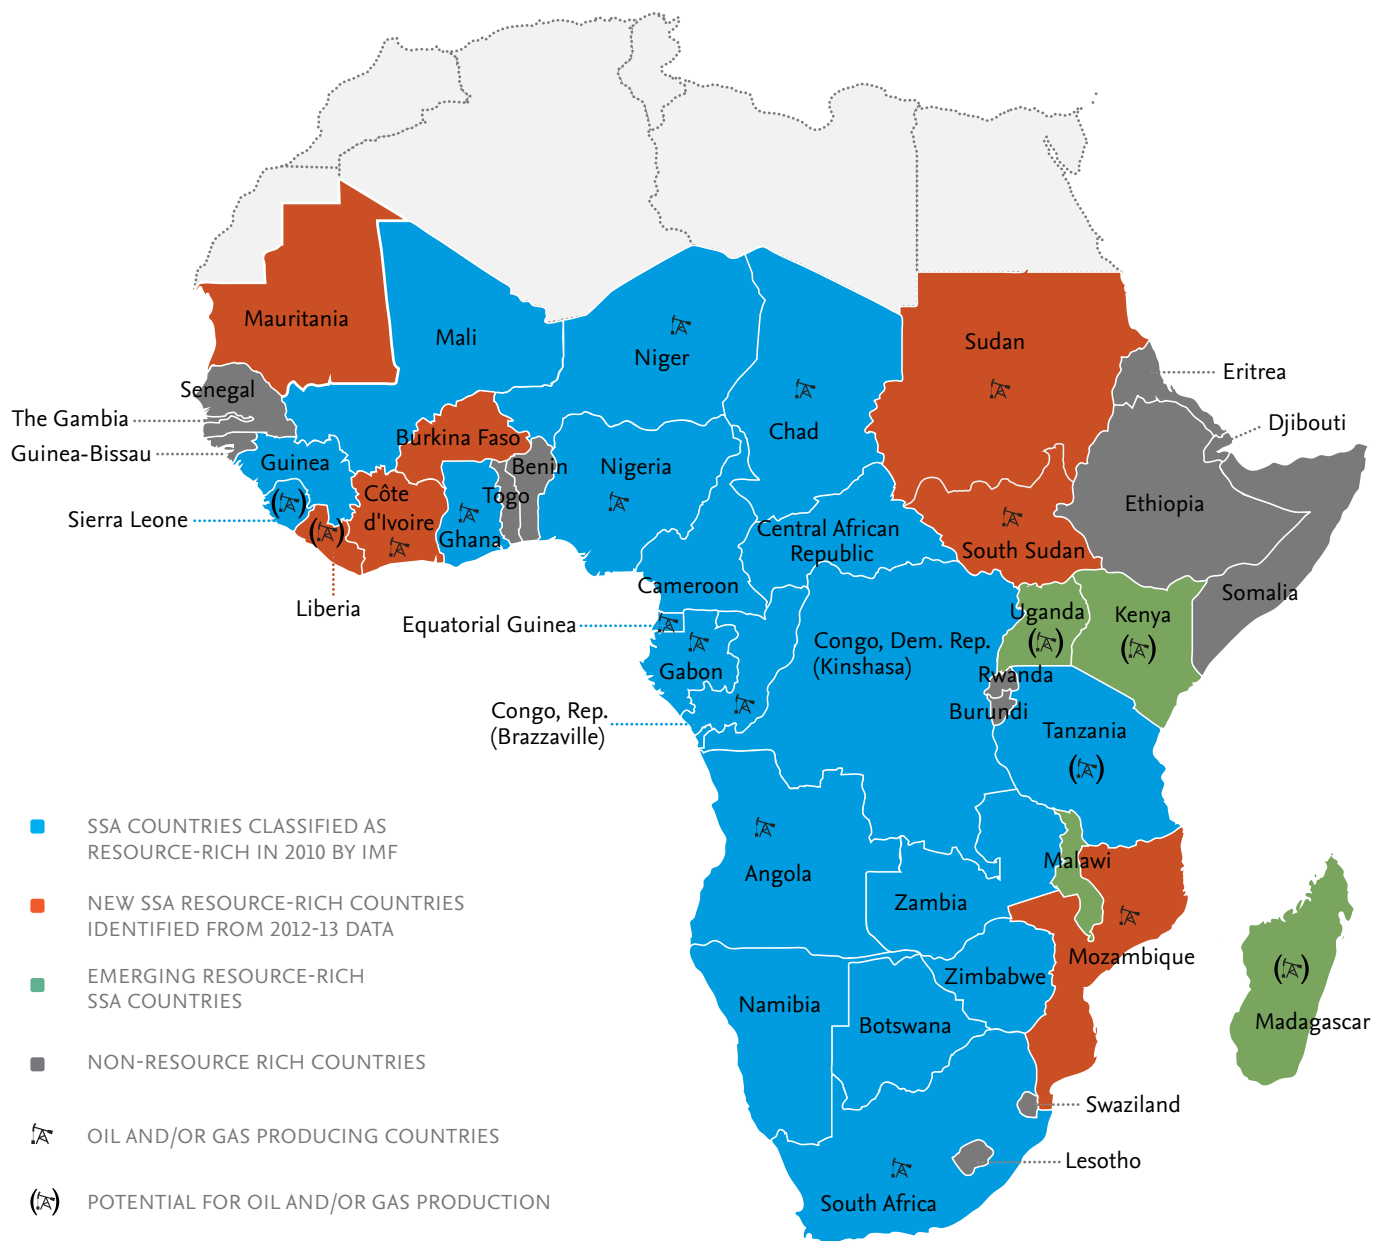 Mauritania
Mali
Niger
Sudan
Chad
Senegal
Eritrea
The Gambia
Djibouti
Guinea-Bissau
Burkina Faso
Guinea
Benin
Nigeria
Togo
Côte
d'Ivoire
Ethiopia
Sierra Leone
Ghana
Central African
Republic
South Sudan
Cameroon
Somalia
Liberia
Uganda
Kenya
Equatorial Guinea
Congo, Dem. Rep.
(Kinshasa)
Gabon
Rwanda
Burundi
Congo, Rep.
(Brazzaville)
Tanzania
Malawi
Angola
Zambia
Mozambique
Zimbabwe
Namibia
Botswana
Madagascar
Swaziland
Lesotho
South Africa
SSA COUNTRIES CLASSIFIED AS
RESOURCE-RICH IN 2010 BY IMF
NEW SSA RESOURCE-RICH COUNTRIES
IDENTIFIED FROM 2012-13 DATA
EMERGING RESOURCE-RICH
SSA COUNTRIES
NON-RESOURCE RICH COUNTRIES
OIL AND/OR GAS PRODUCING COUNTRIES
POTENTIAL FOR OIL AND/OR GAS PRODUCTION